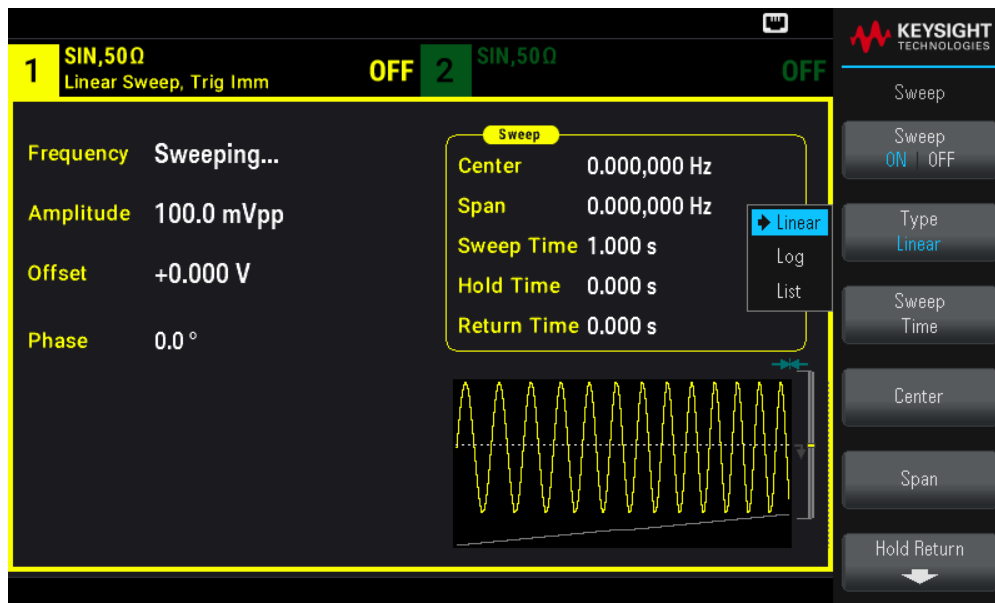 KEYSIGHT
TECHNOLOGIES
1
SIN,50Ω
Linear Sweep, Trig Imm
OFF
2
SIN,50Ω
OFF
Frequency Sweeping...
Amplitude 100.0 mVpp
Offset +0.000 V
Phase 0.0 °
Sweep
Center 0.000,000 Hz
Span 0.000,000 Hz
Sweep Time 1.000 s
Hold Time 0.000 s
Return Time 0.000 s
Linear
Log
List
Sweep
Sweep
ON | OFF
Type
Linear
Sweep
Time
Center
Span
Hold Return